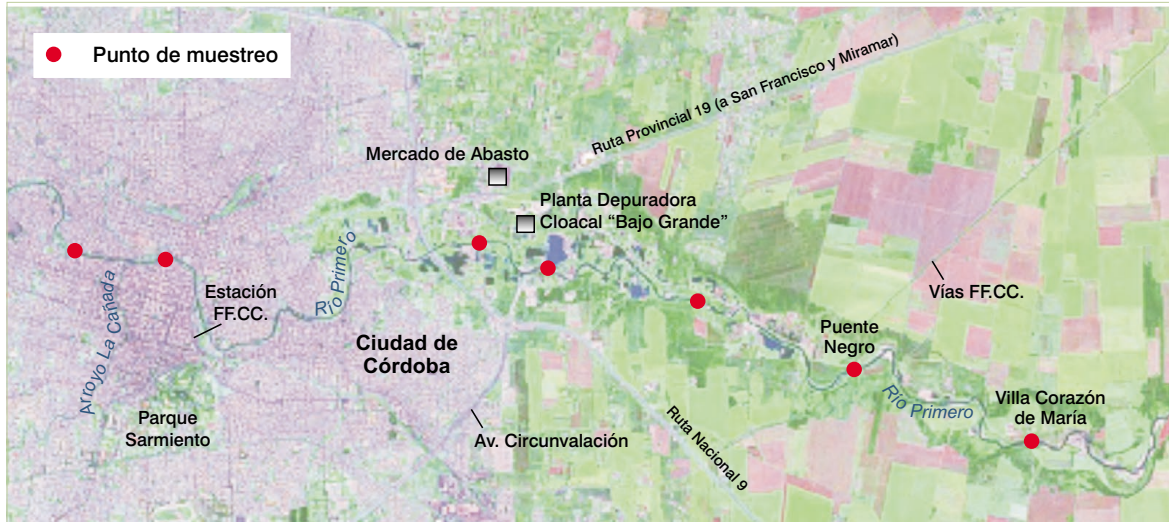 Punto de muestreo
Ruta Provincial 19 (a San Francisco y Miramar)
Mercado de Abasto
Planta Depuradora
Cloacal “Bajo Grande”
Arroyo La Cañada
Estación
FF.CC.
Río Primero
Ciudad de
Córdoba
Vías FF.CC.
Puente
Negro
Río Primero
Villa Corazón
de María
Parque
Sarmiento
Av. Circunvalación
Ruta Nacional 9